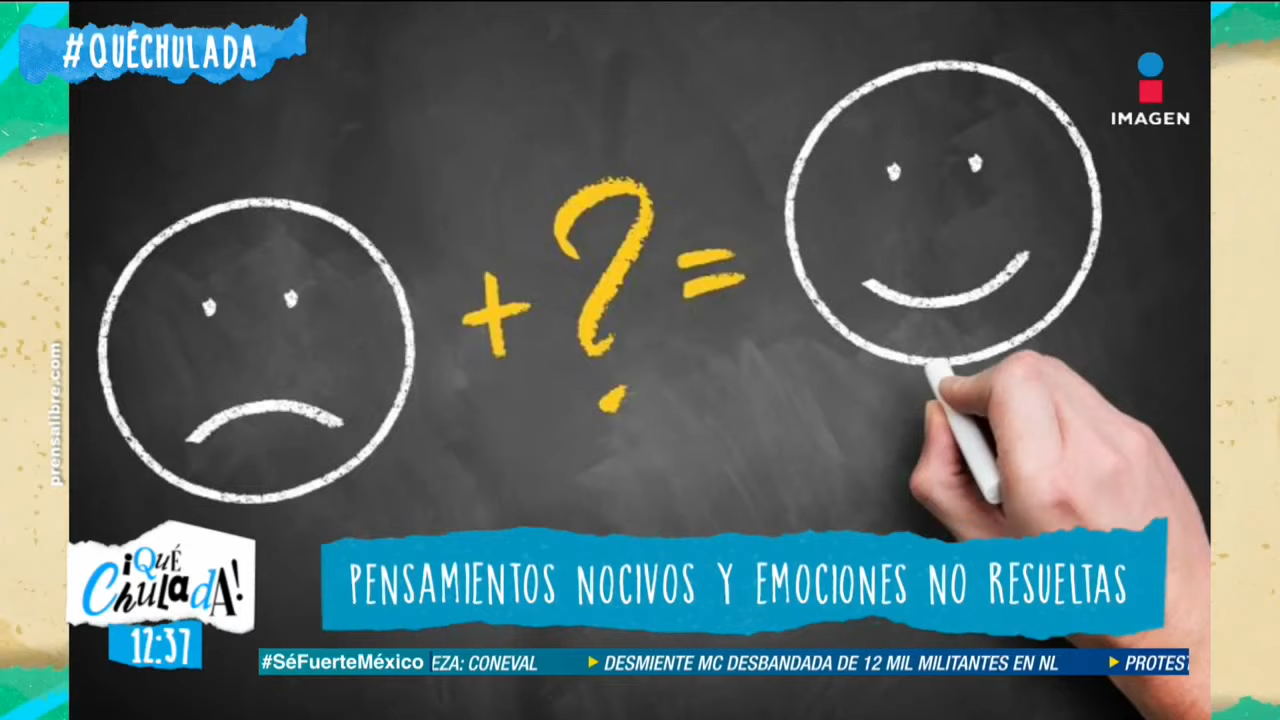 #QUÉCHULADA
IMAGEN
+ ? =
prensalibre.com
PENSAMIENTOS NOCIVOS Y EMOCIONES NO RESUELTAS
¡QUÉ
CHULADA!
12:37
#SéFuerteMéxico EZA: CONEVAL DESMIENTE MC DESBANDADA DE 12 MIL MILITANTES EN NL